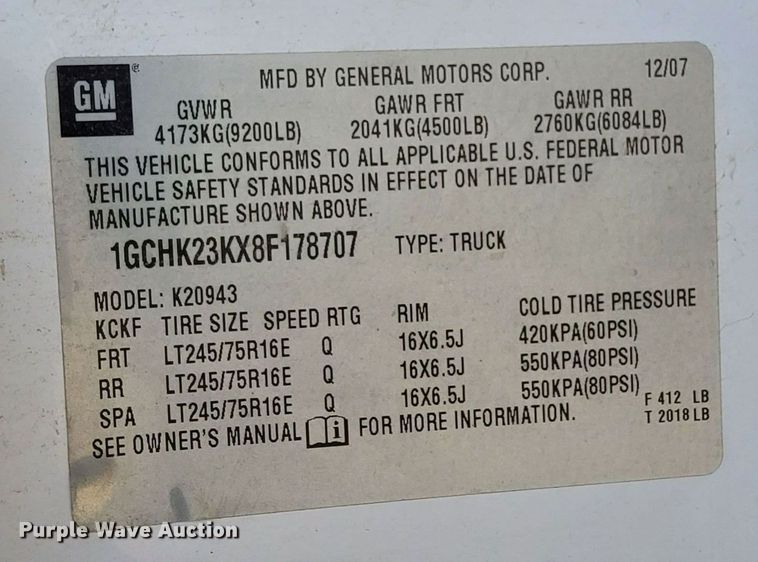 GM
MFD BY GENERAL MOTORS CORP. 12/07
GVWR GAWR FRT GAWR RR
4173KG(9200LB) 2041KG(4500LB) 2760KG(6084LB)
THIS VEHICLE CONFORMS TO ALL APPLICABLE U.S. FEDERAL MOTOR
VEHICLE SAFETY STANDARDS IN EFFECT ON THE DATE OF
MANUFACTURE SHOWN ABOVE.
1GCHK23KX8F178707 TYPE: TRUCK
MODEL: K20943
KCKF TIRE SIZE SPEED RTG RIM COLD TIRE PRESSURE
FRT LT245/75R16E Q 16X6.5J 420KPA(60PSI)
RR LT245/75R16E Q 16X6.5J 550KPA(80PSI)
SPA LT245/75R16E Q 16X6.5J 550KPA(80PSI) F 412 LB
SEE OWNER'S MANUAL i FOR MORE INFORMATION. T 2018 LB
Purple Wave Auction